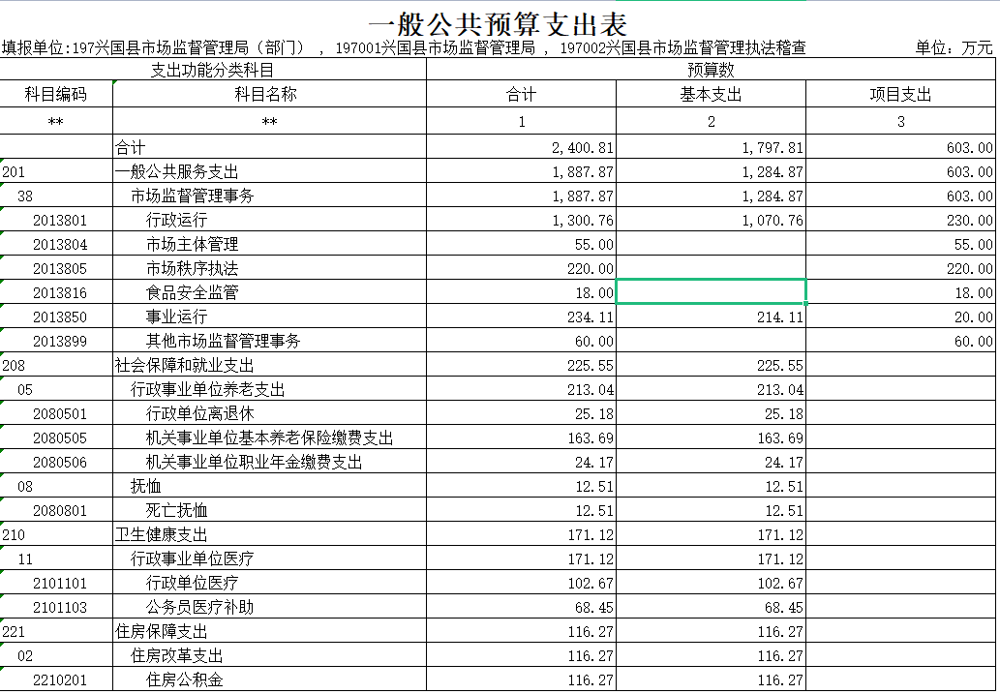 一般公共预算支出表
填报单位:197兴国县市场监督管理局（部门） , 197001兴国县市场监督管理局 , 197002兴国县市场监督管理执法稽查 单位：万元
支出功能分类科目 预算数
科目编码 科目名称 合计 基本支出 项目支出
** ** 1 2 3
合计 2,400.81 1,797.81 603.00
201 一般公共服务支出 1,887.87 1,284.87 603.00
38 市场监督管理事务 1,887.87 1,284.87 603.00
2013801 行政运行 1,300.76 1,070.76 230.00
2013804 市场主体管理 55.00 55.00
2013805 市场秩序执法 220.00 220.00
2013816 食品安全监管 18.00 18.00
2013850 事业运行 234.11 214.11 20.00
2013899 其他市场监督管理事务 60.00 60.00
208 社会保障和就业支出 225.55 225.55
05 行政事业单位养老支出 213.04 213.04
2080501 行政单位离退休 25.18 25.18
2080505 机关事业单位基本养老保险缴费支出 163.69 163.69
2080506 机关事业单位职业年金缴费支出 24.17 24.17
08 抚恤 12.51 12.51
2080801 死亡抚恤 12.51 12.51
210 卫生健康支出 171.12 171.12
11 行政事业单位医疗 171.12 171.12
2101101 行政单位医疗 102.67 102.67
2101103 公务员医疗补助 68.45 68.45
221 住房保障支出 116.27 116.27
02 住房改革支出 116.27 116.27
2210201 住房公积金 116.27 116.27